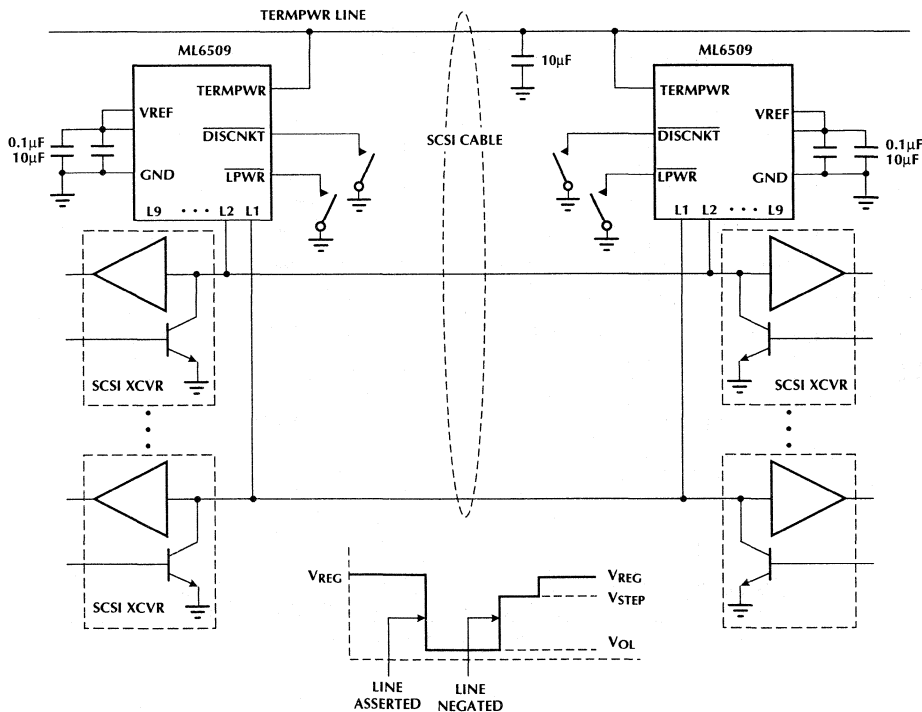 TERMPWR LINE
ML6509
ML6509
10µF
TERMPWR
TERMPWR
VREF
VREF
DISCNKT
SCSI CABLE
DISCNKT
0.1µF
10µF
0.1µF
10µF
LPWR
LPWR
GND
GND
L9 • • • L2 L1
L1 L2 • • • L9
SCSI XCVR
SCSI XCVR
SCSI XCVR
VREG
VREG
VSTEP
VOL
LINE
ASSERTED
LINE
NEGATED